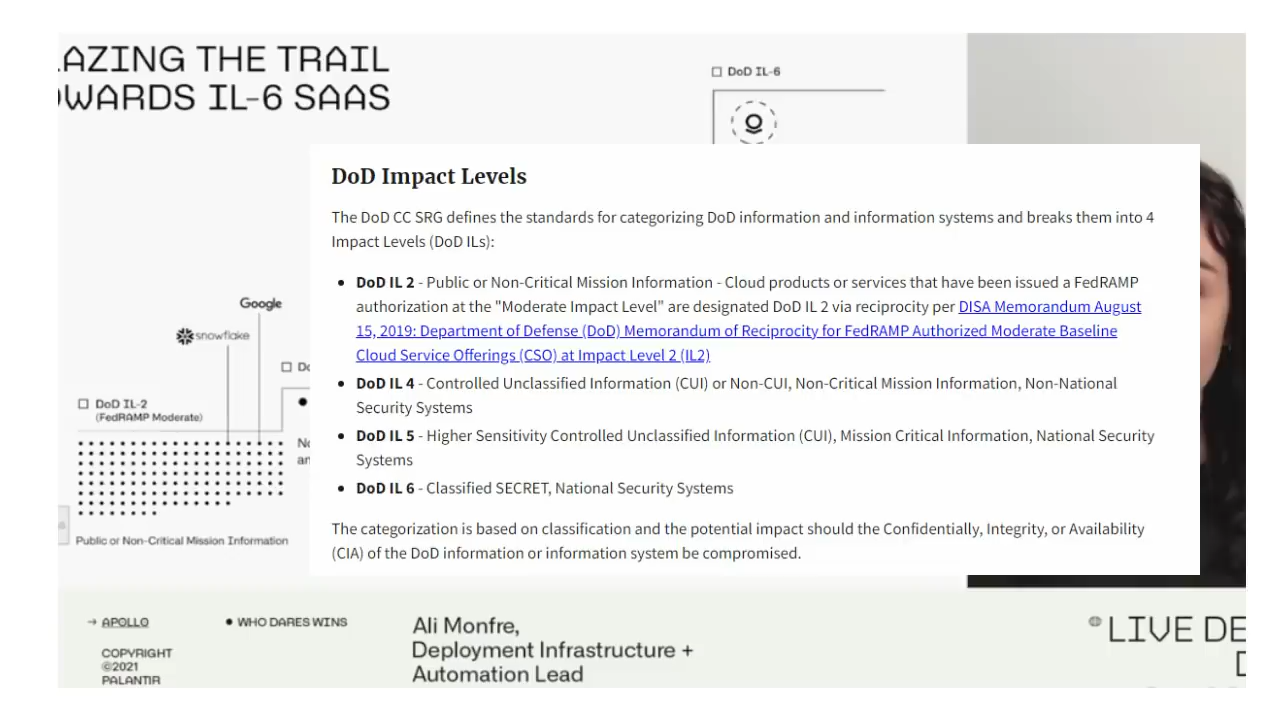 AZING THE TRAIL
WARDS IL-6 SAAS
DoD IL-6
DoD Impact Levels
The DoD CC SRG defines the standards for categorizing DoD information and information systems and breaks them into 4
Impact Levels (DoD ILs):
DoD IL 2 - Public or Non-Critical Mission Information - Cloud products or services that have been issued a FedRAMP
authorization at the "Moderate Impact Level" are designated DoD IL 2 via reciprocity per DISA Memorandum August
15, 2019: Department of Defense (DoD) Memorandum of Reciprocity for FedRAMP Authorized Moderate Baseline
Cloud Service Offerings (CSO) at Impact Level 2 (IL2)
DoD IL 4 - Controlled Unclassified Information (CUI) or Non-CUI, Non-Critical Mission Information, Non-National
Security Systems
DoD IL 5 - Higher Sensitivity Controlled Unclassified Information (CUI), Mission Critical Information, National Security
Systems
DoD IL 6 - Classified SECRET, National Security Systems
The categorization is based on classification and the potential impact should the Confidentially, Integrity, or Availability
(CIA) of the DoD information or information system be compromised.
Google
snowflake
DoD IL-2
(FedRAMP Moderate)
Public or Non-Critical Mission Information
→ APOLLO
COPYRIGHT
©2021
PALANTIR
WHO DARES WINS
Ali Monfre,
Deployment Infrastructure +
Automation Lead
LIVE DE